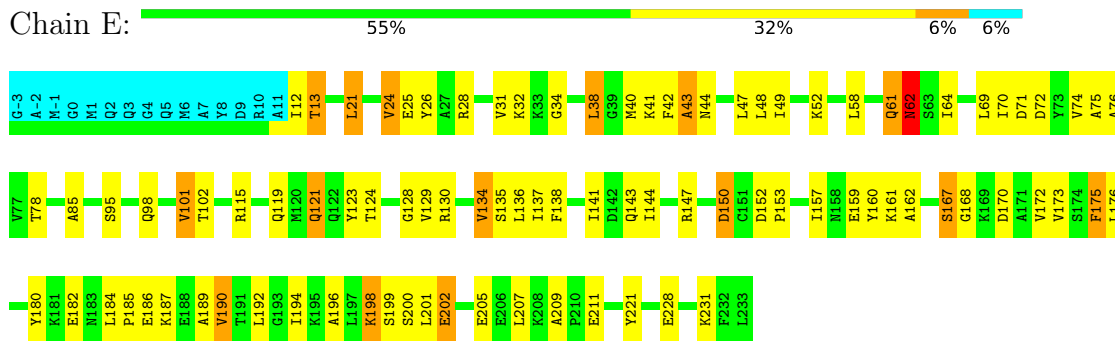 Chain E:
55% 32% 6% 6%
G-3 A-2 M-1 G0 M1 Q2 Q3 G4 Q5 M6 A7 Y8 D9 R10 A11 I12 T13 L21 V24 E25 Y26 A27 R28 V31 K32 K33 G34 L38 G39 M40 K41 F42 A43 N44 L47 L48 I49 K52 L58 Q61 N62 S63 I64 L69 I70 D71 D72 Y73 V74 A75 A76
V77 T78 A85 S95 Q98 V101 T102 R115 Q119 M120 Q121 Q122 Y123 T124 G128 V129 R130 V134 S135 L136 I137 F138 I141 D142 Q143 I144 R147 D150 C151 D152 P153 I157 N158 E159 Y160 K161 A162 S167 G168 K169 D170 A171 V172 V173 S174 F175 I176
Y180 K181 E182 N183 L184 P185 E186 K187 E188 A189 V190 T191 L192 G193 I194 K195 A196 L197 K198 S199 S200 L201 E202 E205 E206 L207 K208 A209 P210 E211 Y221 E228 K231 F232 L233